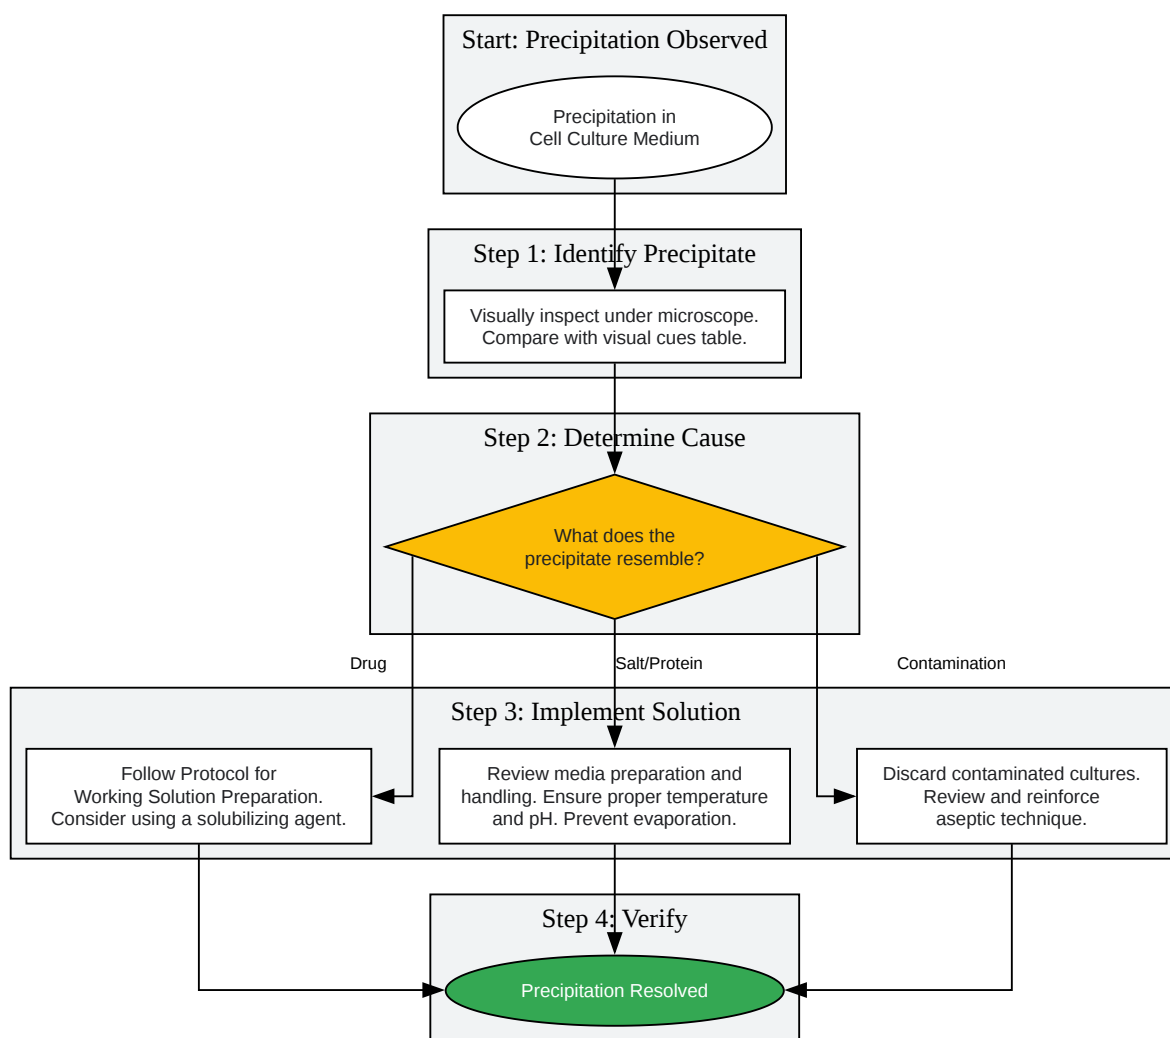 Start: Precipitation Observed
Precipitation in
Cell Culture Medium
Step 1: Identify Precipitate
Visually inspect under microscope.
Compare with visual cues table.
Step 2: Determine Cause
What does the
precipitate resemble?
Drug
Salt/Protein
Contamination
Step 3: Implement Solution
Follow Protocol for
Working Solution Preparation.
Consider using a solubilizing agent.
Review media preparation and
handling. Ensure proper temperature
and pH. Prevent evaporation.
Discard contaminated cultures.
Review and reinforce
aseptic technique.
Step 4: Verify
Precipitation Resolved